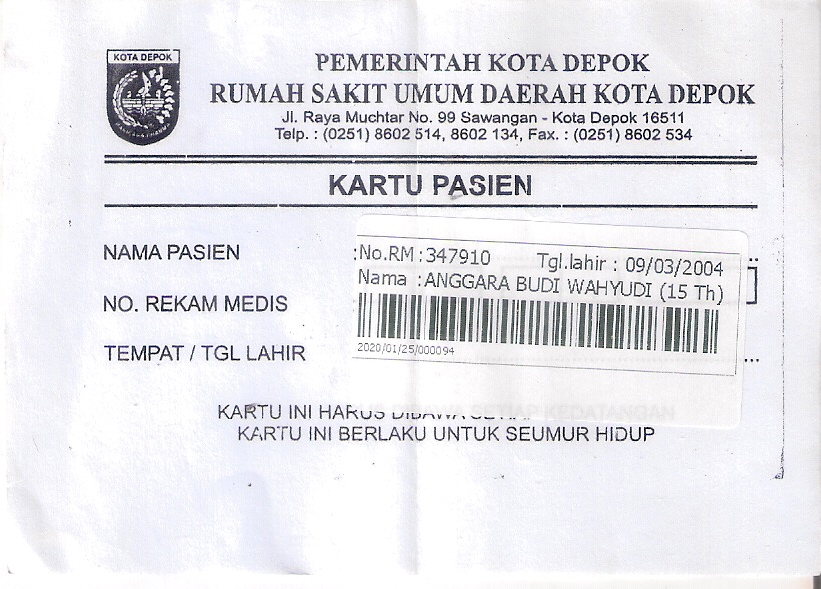 KOTA DEPOK
PEMERINTAH KOTA DEPOK
RUMAH SAKIT UMUM DAERAH KOTA DEPOK
Jl. Raya Muchtar No. 99 Sawangan - Kota Depok 16511
Telp. : (0251) 8602 514, 8602 134, Fax. : (0251) 8602 534
KARTU PASIEN
NAMA PASIEN
:No.RM :347910 Tgl.lahir : 09/03/2004
Nama :ANGGARA BUDI WAHYUDI (15 Th)
NO. REKAM MEDIS
2020/01/25/000094
TEMPAT / TGL LAHIR
KARTU INI HARUS DIBAWA SETIAP KEDATANGAN
KARTU INI BERLAKU UNTUK SEUMUR HIDUP